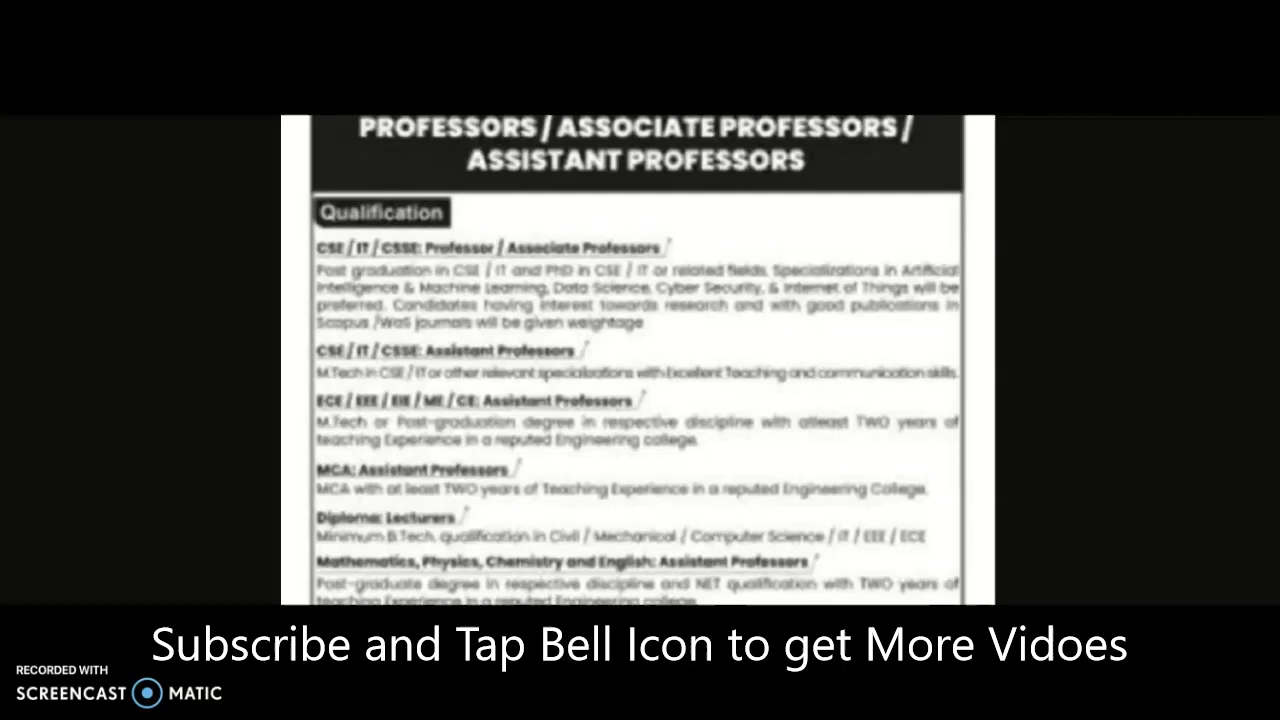 PROFESSORS / ASSOCIATE PROFESSORS /
ASSISTANT PROFESSORS
Qualification
CSE / IT / CSSE: Professor / Associate Professors
Post graduation in CSE / IT and PhD in CSE / IT or related fields. Specializations in Artificial
Intelligence & Machine Learning, Data Science, Cyber Security, & Internet of Things will be
preferred. Candidates having interest towards research and with good publications in
Scopus /WoS journals will be given weightage
CSE / IT / CSSE: Assistant Professors
M.Tech in CSE / IT or other relevant specializations with Excellent Teaching and communication skills.
ECE / EEE / EIE / ME / CE: Assistant Professors
M.Tech or Post-graduation degree in respective discipline with atleast TWO years of
teaching Experience in a reputed Engineering college.
MCA: Assistant Professors
MCA with at least TWO years of Teaching Experience in a reputed Engineering College.
Diploma: Lecturers
Minimum B.Tech. qualification in Civil / Mechanical / Computer Science / IT / EEE / ECE
Mathematics, Physics, Chemistry and English: Assistant Professors
Post-graduate degree in respective discipline and NET qualification with TWO years of
teaching Experience in a reputed Engineering college.
Subscribe and Tap Bell Icon to get More Vidoes
RECORDED WITH
SCREENCAST MATIC